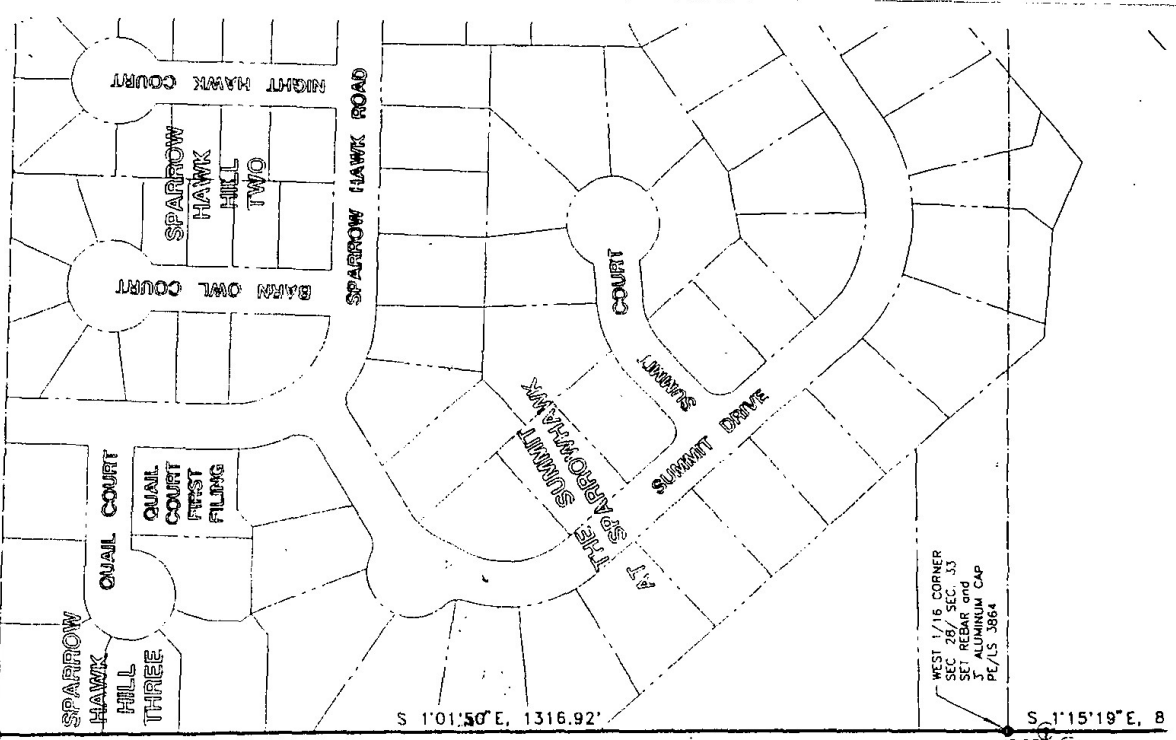 NIGHT HAWK COURT
SPARROW
HAWK
HILL
TWO
SPARROW HAWK ROAD
BARN OWL COURT
COURT
SUMMIT
SUMMIT DRIVE
THE SUMMIT
AT SPARROWHAWK
QUAIL COURT
QUAIL
COURT
FIRST
FILING
SPARROW
HAWK
HILL
THREE
WEST 1/16 CORNER
SEC 28/ SEC. 33
SET REBAR and
3" ALUMINUM CAP
PE/LS 3864
S 1°01'50"E, 1316.92'
S 1°15'19"E, 8